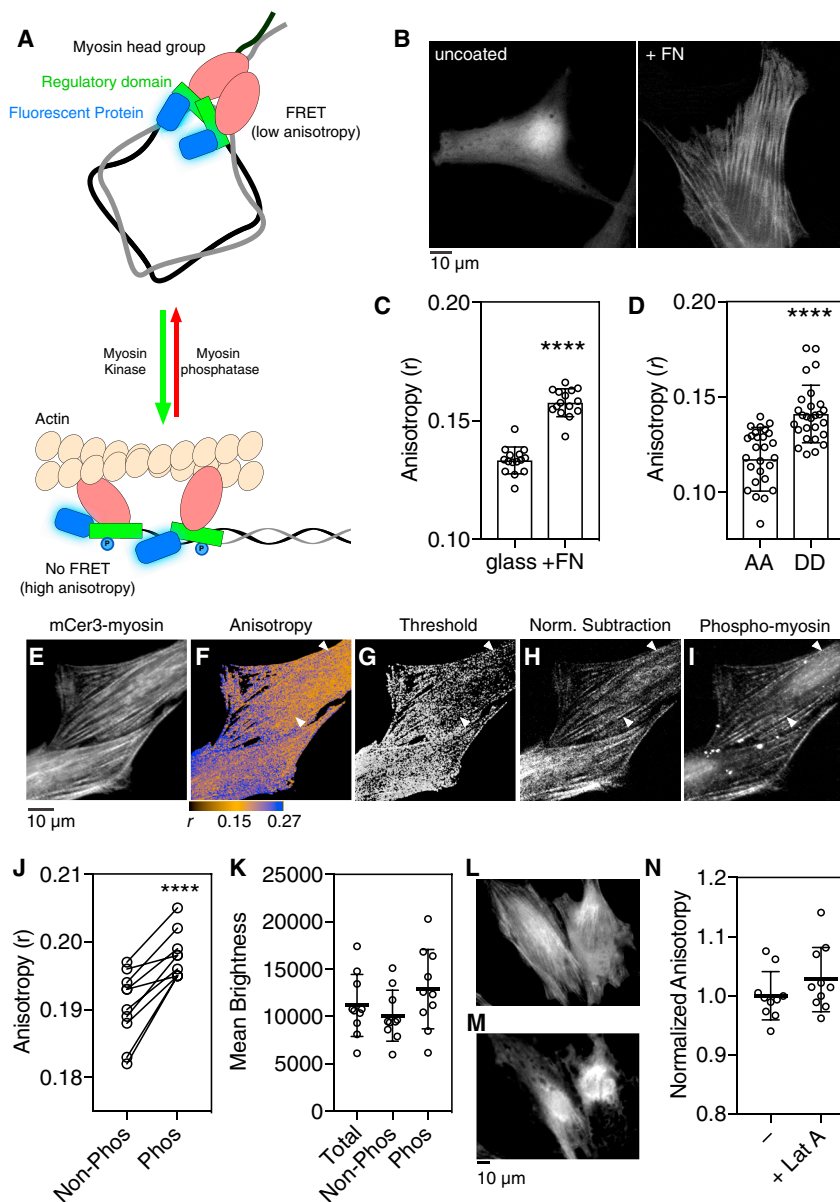 A
Myosin head group
Regulatory domain
Fluorescent Protein
FRET
(low anisotropy)
Myosin
Kinase
Myosin
phosphatase
Actin
P
P
No FRET
(high anisotropy)
B
uncoated
+ FN
10 µm
C
0.20
0.15
0.10
Anisotropy (r)
****
glass
+FN
D
0.20
0.15
0.10
Anisotropy (r)
****
AA
DD
mCer3-myosin
Anisotropy
Threshold
Norm. Subtraction
Phospho-myosin
E
F
G
H
I
10 µm
r
0.15
0.27
J
0.21
0.20
0.19
0.18
Anisotropy (r)
****
Non-Phos
Phos
K
25000
20000
15000
10000
5000
0
Mean Brightness
Total
Non-Phos
Phos
L
M
10 µm
N
1.2
1.1
1.0
0.9
0.8
Normalized Anisotorpy
–
+ Lat A